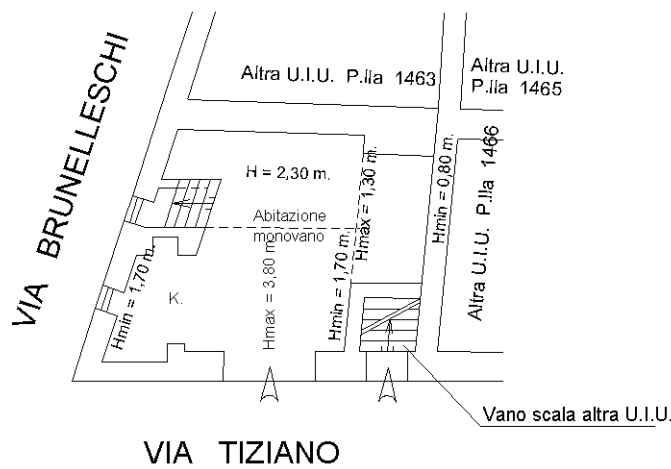 Altra U.I.U. P.lla 1463
Altra U.I.U.
P.lla 1465
VIA BRUNELLESCHI
H = 2,30 m.
Hmax = 1,30 m.
Hmin = 0,80 m.
Altra U.I.U. P.lla 1466
Abitazione
monovano
Hmin = 1,70 m.
K.
Hmax = 3,80 m.
Hmin = 1,70 m.
Vano scala altra U.I.U.
VIA TIZIANO